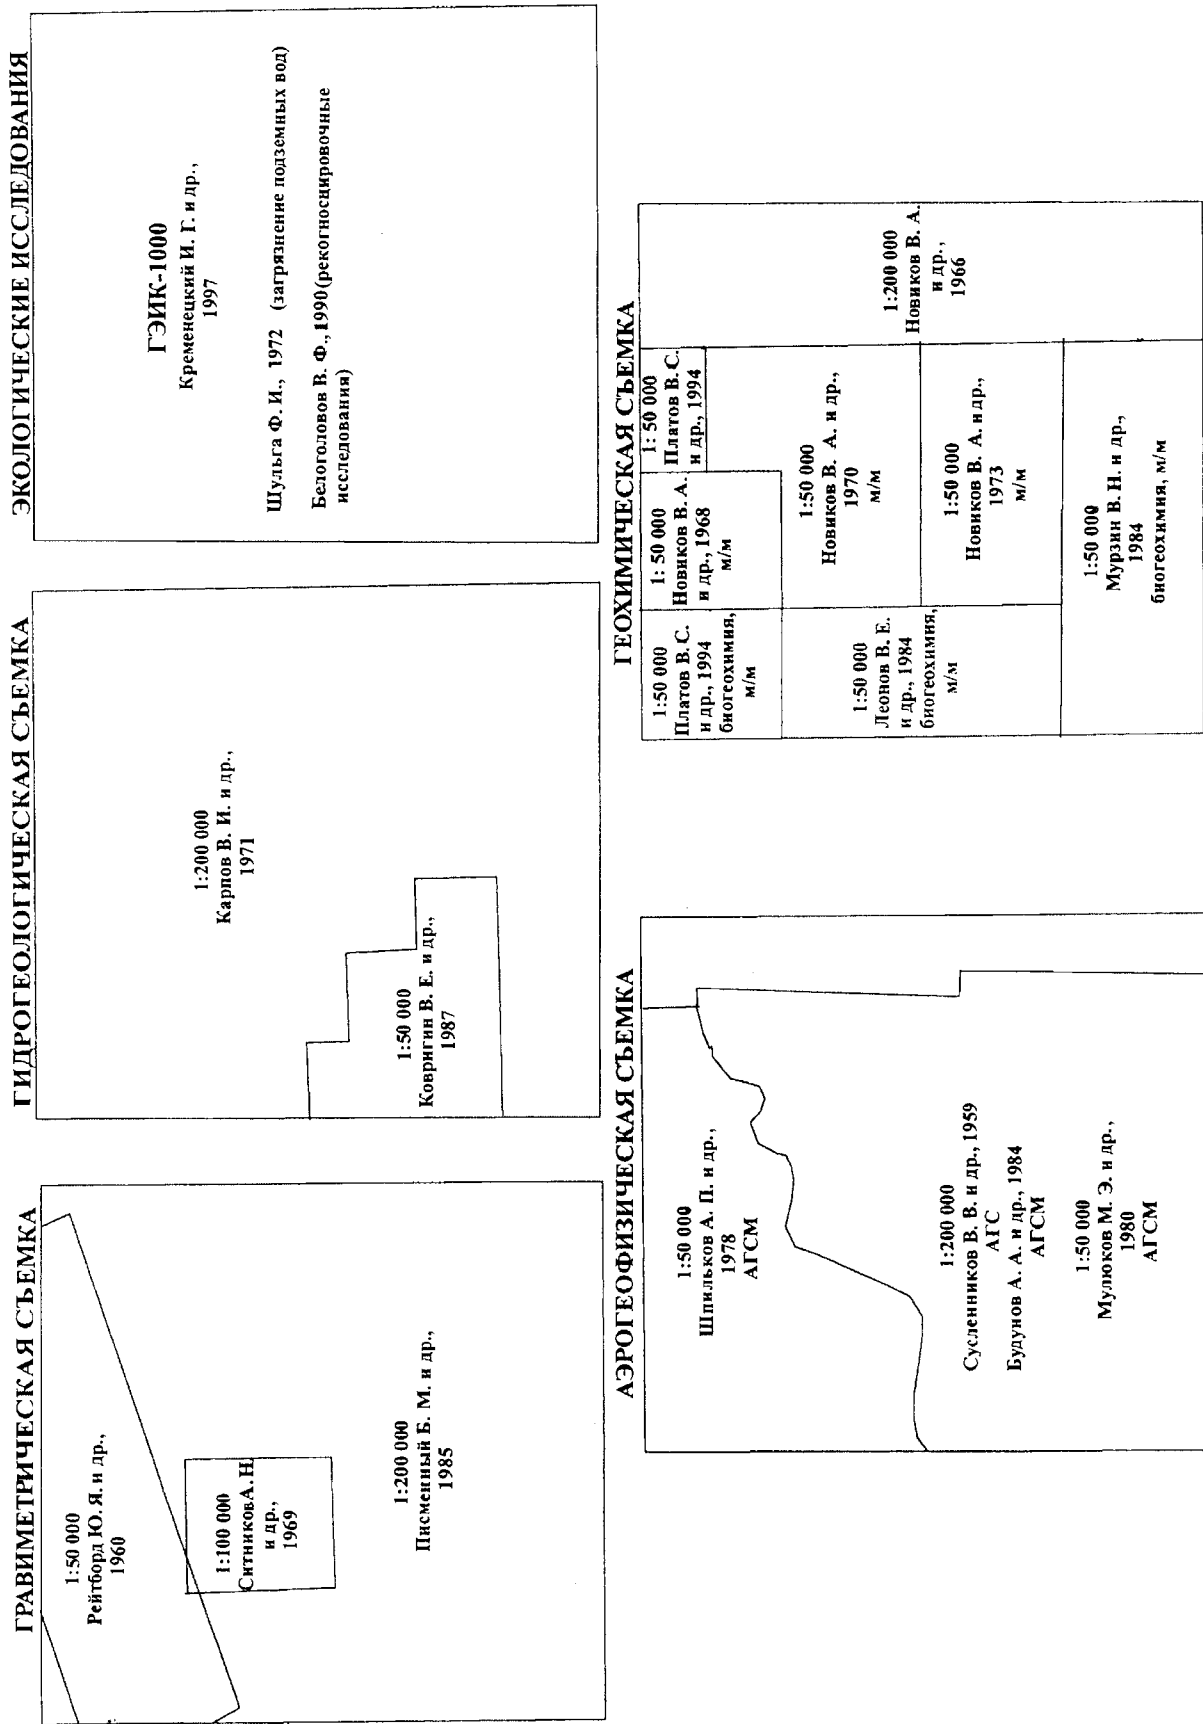 ГРАВИМЕТРИЧЕСКАЯ СЪЕМКА
1:50 000
Рейтборд Ю. Я. и др.,
1960
1:100 000
Ситников А. Н.
и др.,
1969
1:200 000
Писменный Б. М. и др.,
1985
ГИДРОГЕОЛОГИЧЕСКАЯ СЪЕМКА
1:200 000
Карпов В. И. и др.,
1971
1:50 000
Ковригин В. Е. и др.,
1987
ЭКОЛОГИЧЕСКИЕ ИССЛЕДОВАНИЯ
ГЭИК-1000
Кременецкий И. Г. и др.,
1997
Шульга Ф. И., 1972 (загрязнение подземных вод)
Белоголовов В. Ф., 1990(рекогносцировочные
исследования)
АЭРОГЕОФИЗИЧЕСКАЯ СЪЕМКА
1:50 000
Шпильков А. П. и др.,
1978
АГСМ
1:200 000
Сусленников В. В. и др., 1959
АГС
Будунов А. А. и др., 1984
АГСМ
1:50 000
Мулюков М. Э. и др.,
1980
АГСМ
ГЕОХИМИЧЕСКАЯ СЪЕМКА
1:50 000
Платов В. С.
и др., 1994
биогеохимия,
м/м
1: 50 000
Новиков В. А.
и др., 1968
м/м
1: 50 000
Платов В. С.
и др., 1994
1:200 000
Новиков В. А.
и др.,
1966
1:50 000
Леонов В. Е.
и др., 1984
биогеохимия,
м/м
1:50 000
Новиков В. А. и др.,
1970
м/м
1:50 000
Новиков В. А. и др.,
1973
м/м
1:50 000
Мурзин В. Н. и др.,
1984
биогеохимия, м/м